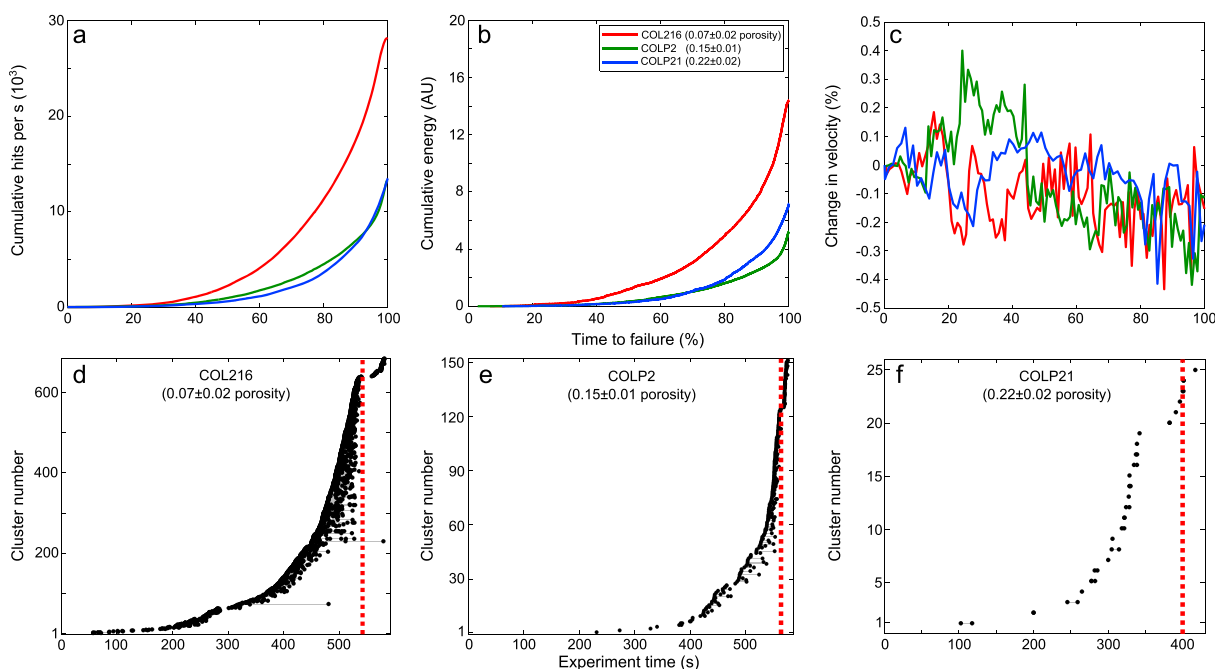 a
Cumulative hits per s (10³)
30
20
10
0
0 20 40 60 80 100
b
COL216 (0.07±0.02 porosity)
COLP2 (0.15±0.01)
COLP21 (0.22±0.02)
Cumulative energy (AU)
20
16
12
8
4
0
0 20 40 60 80 100
Time to failure (%)
c
Change in velocity (%)
0.5
0.4
0.3
0.2
0.1
0
-0.1
-0.2
-0.3
-0.4
-0.5
0 20 40 60 80 100
d
COL216
(0.07±0.02 porosity)
Cluster number
600
400
200
1
0 100 200 300 400 500
e
COLP2
(0.15±0.01 porosity)
Cluster number
150
120
90
60
30
1
0 100 200 300 400 500
Experiment time (s)
f
COLP21
(0.22±0.02 porosity)
Cluster number
25
20
15
10
5
1
0 100 200 300 400